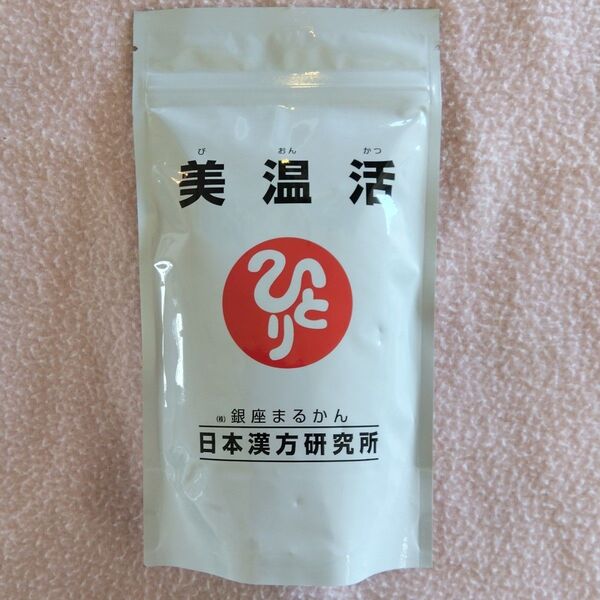 び おん かつ
美温活
ひとり
㈱銀座まるかん
日本漢方研究所